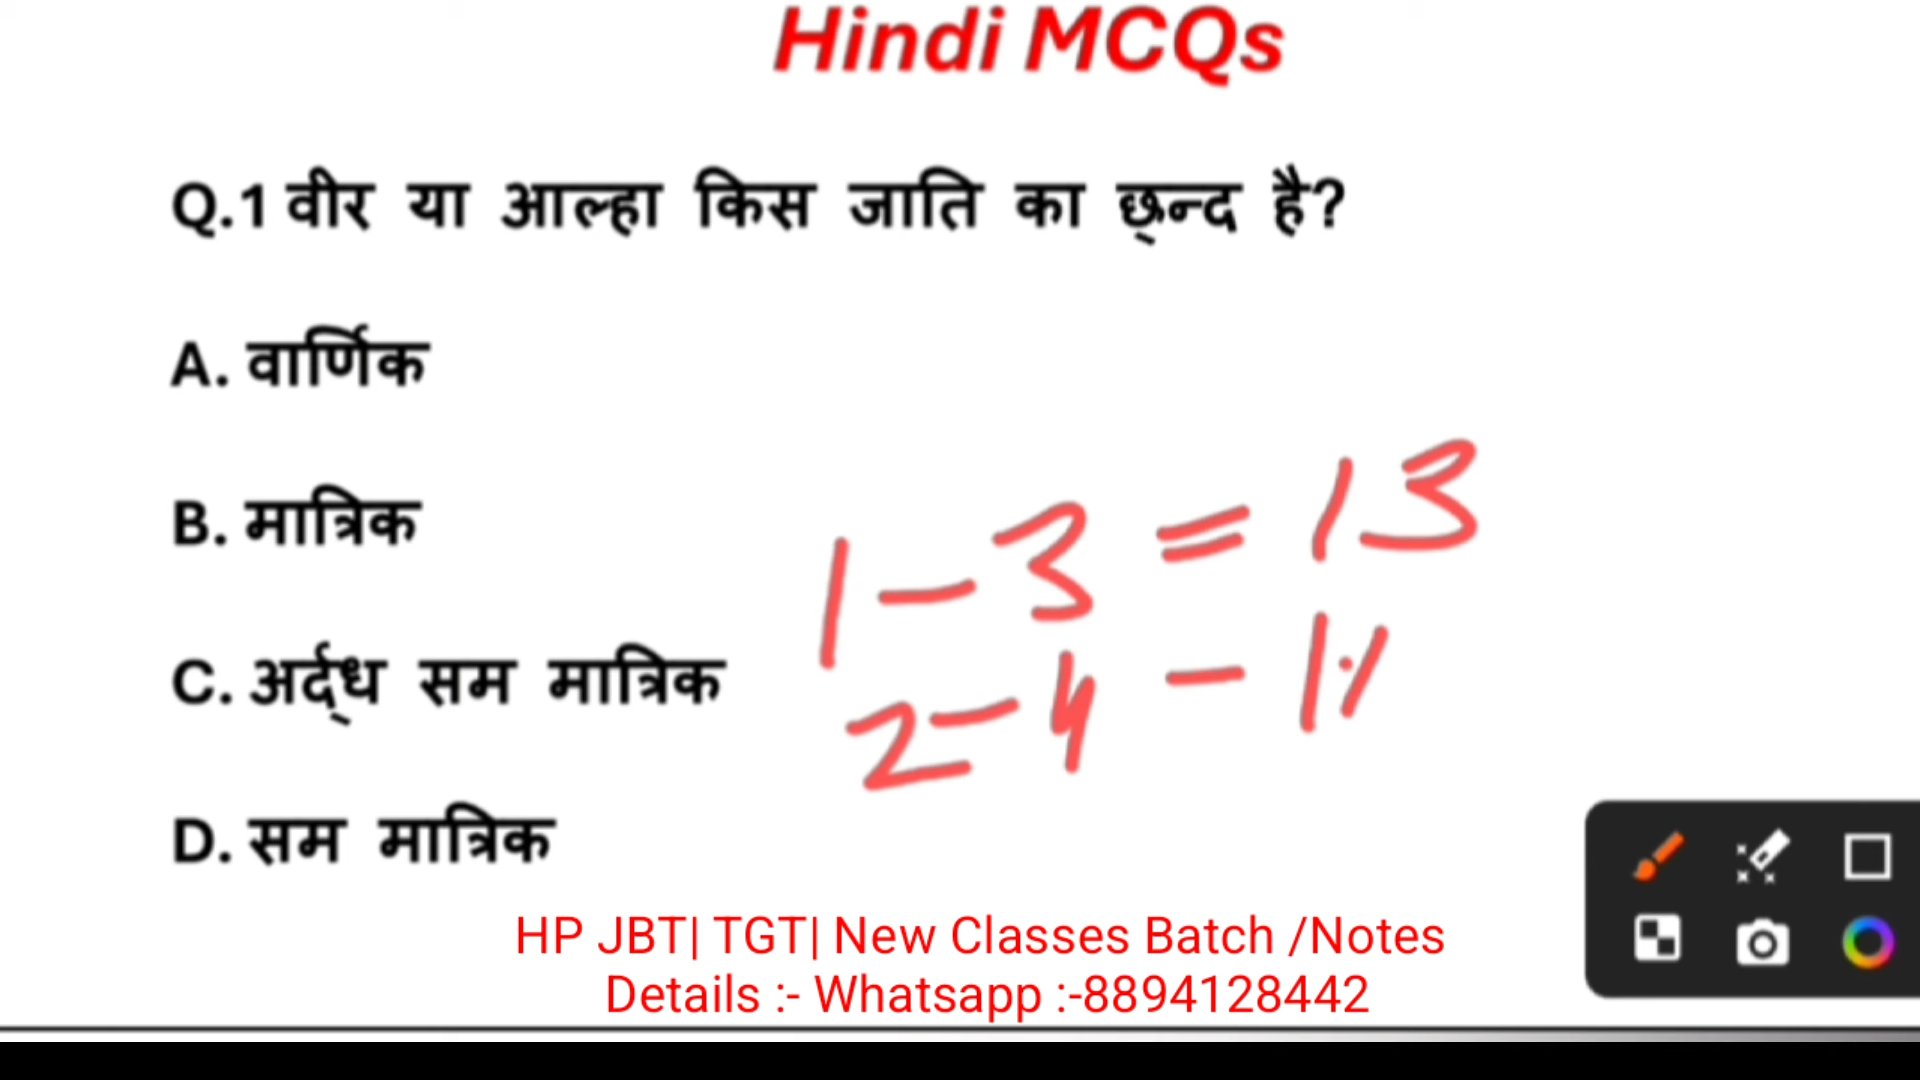 Hindi MCQs
Q.1 वीर या आल्हा किस जाति का छ्न्द है?
A. वार्णिक
B. मात्रिक
1 - 3 = 13
C. अर्द्ध सम मात्रिक
2 - 4 - 11
D. सम मात्रिक
HP JBT| TGT| New Classes Batch /Notes
Details :- Whatsapp :-8894128442